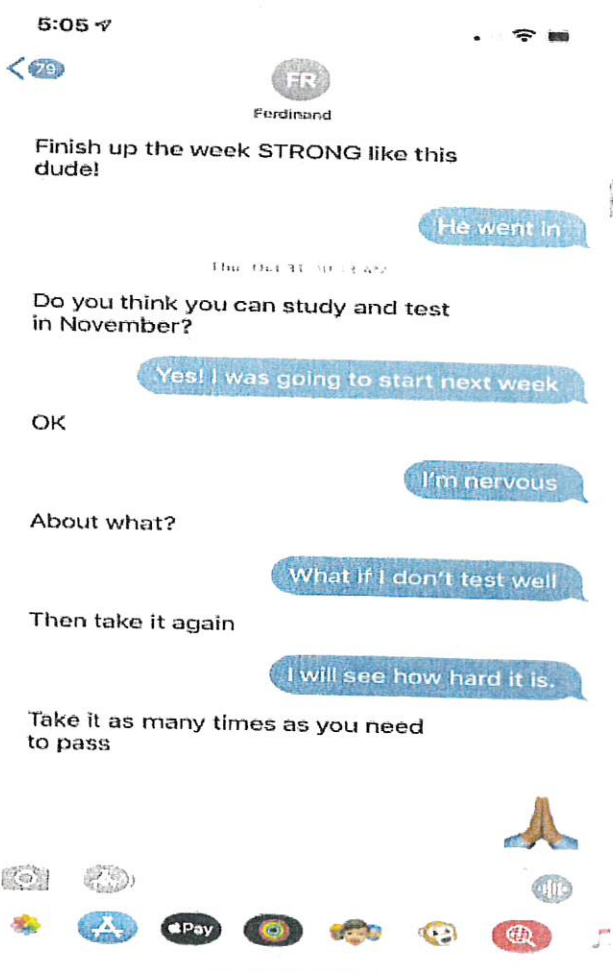 5:05
79
FR
Ferdinand
Finish up the week STRONG like this
dude!
He went in
Thu, Oct 31
Do you think you can study and test
in November?
Yes! I was going to start next week
OK
I'm nervous
About what?
What if I don't test well
Then take it again
I will see how hard it is.
Take it as many times as you need
to pass
🙏🏾
Pay